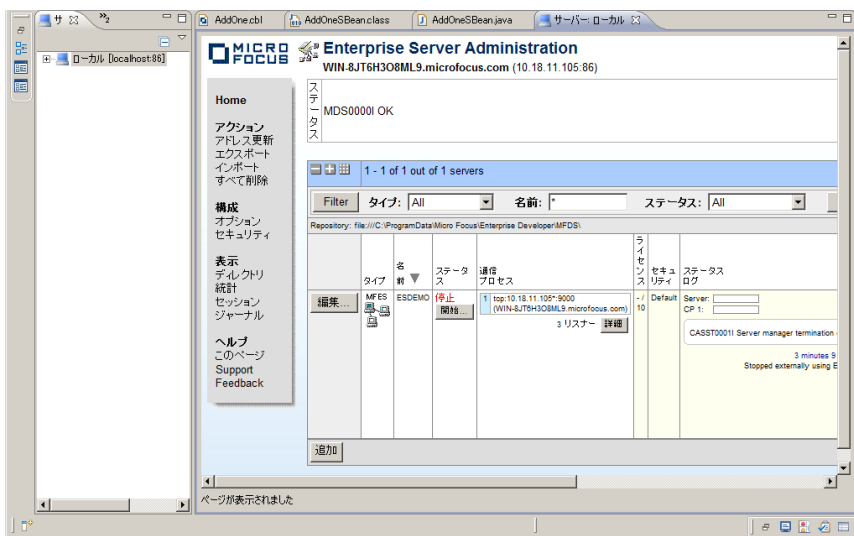 サ
»2
AddOne.cbl
AddOneSBean.class
AddOneSBean.java
サーバー: ローカル
ローカル [localhost:86]
MICRO FOCUS
Enterprise Server Administration
WIN-8JT6H3O8ML9.microfocus.com (10.18.11.105:86)
Home
アクション
アドレス更新
エクスポート
インポート
すべて削除
構成
オプション
セキュリティ
表示
ディレクトリ
統計
セッション
ジャーナル
ヘルプ
このページ
Support
Feedback
ステータス
MDS0000I OK
1 - 1 of 1 out of 1 servers
Filter タイプ: All 名前: * ステータス: All
Repository: file:///C:\ProgramData\Micro Focus\Enterprise Developer\MFDS\
タイプ 名前 ステータス 通信プロセス ライセンス セキュリティ ステータスログ
編集...
MFES
ESDEMO
停止
開始...
1 tcp:10.18.11.105*:9000
(WIN-8JT6H3O8ML9.microfocus.com)
3 リスナー 詳細
- / 10
Default
Server:
CP 1:
CASST0001I Server manager termination
3 minutes 9
Stopped externally using E
追加
ページが表示されました